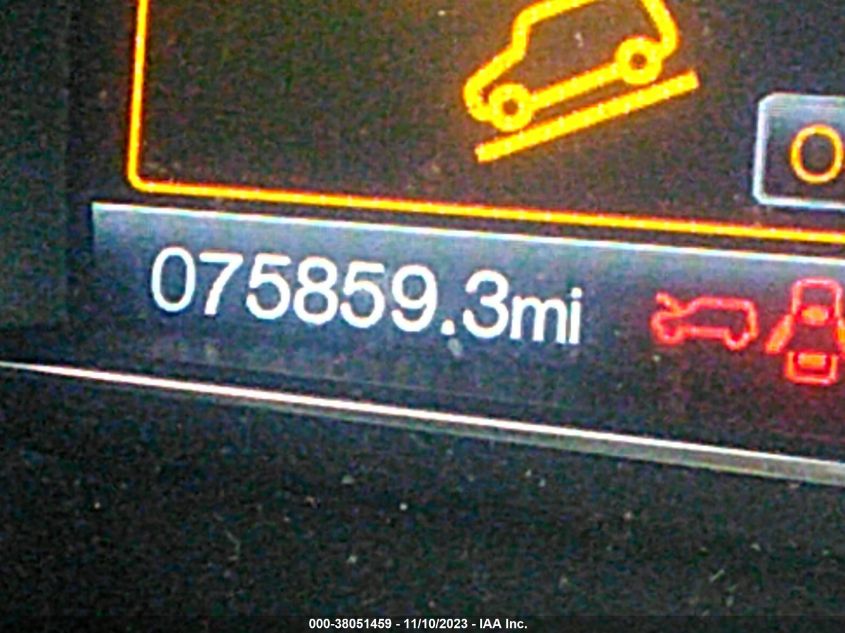 O
075859.3mi
000-38051459 - 11/10/2023 - IAA Inc.